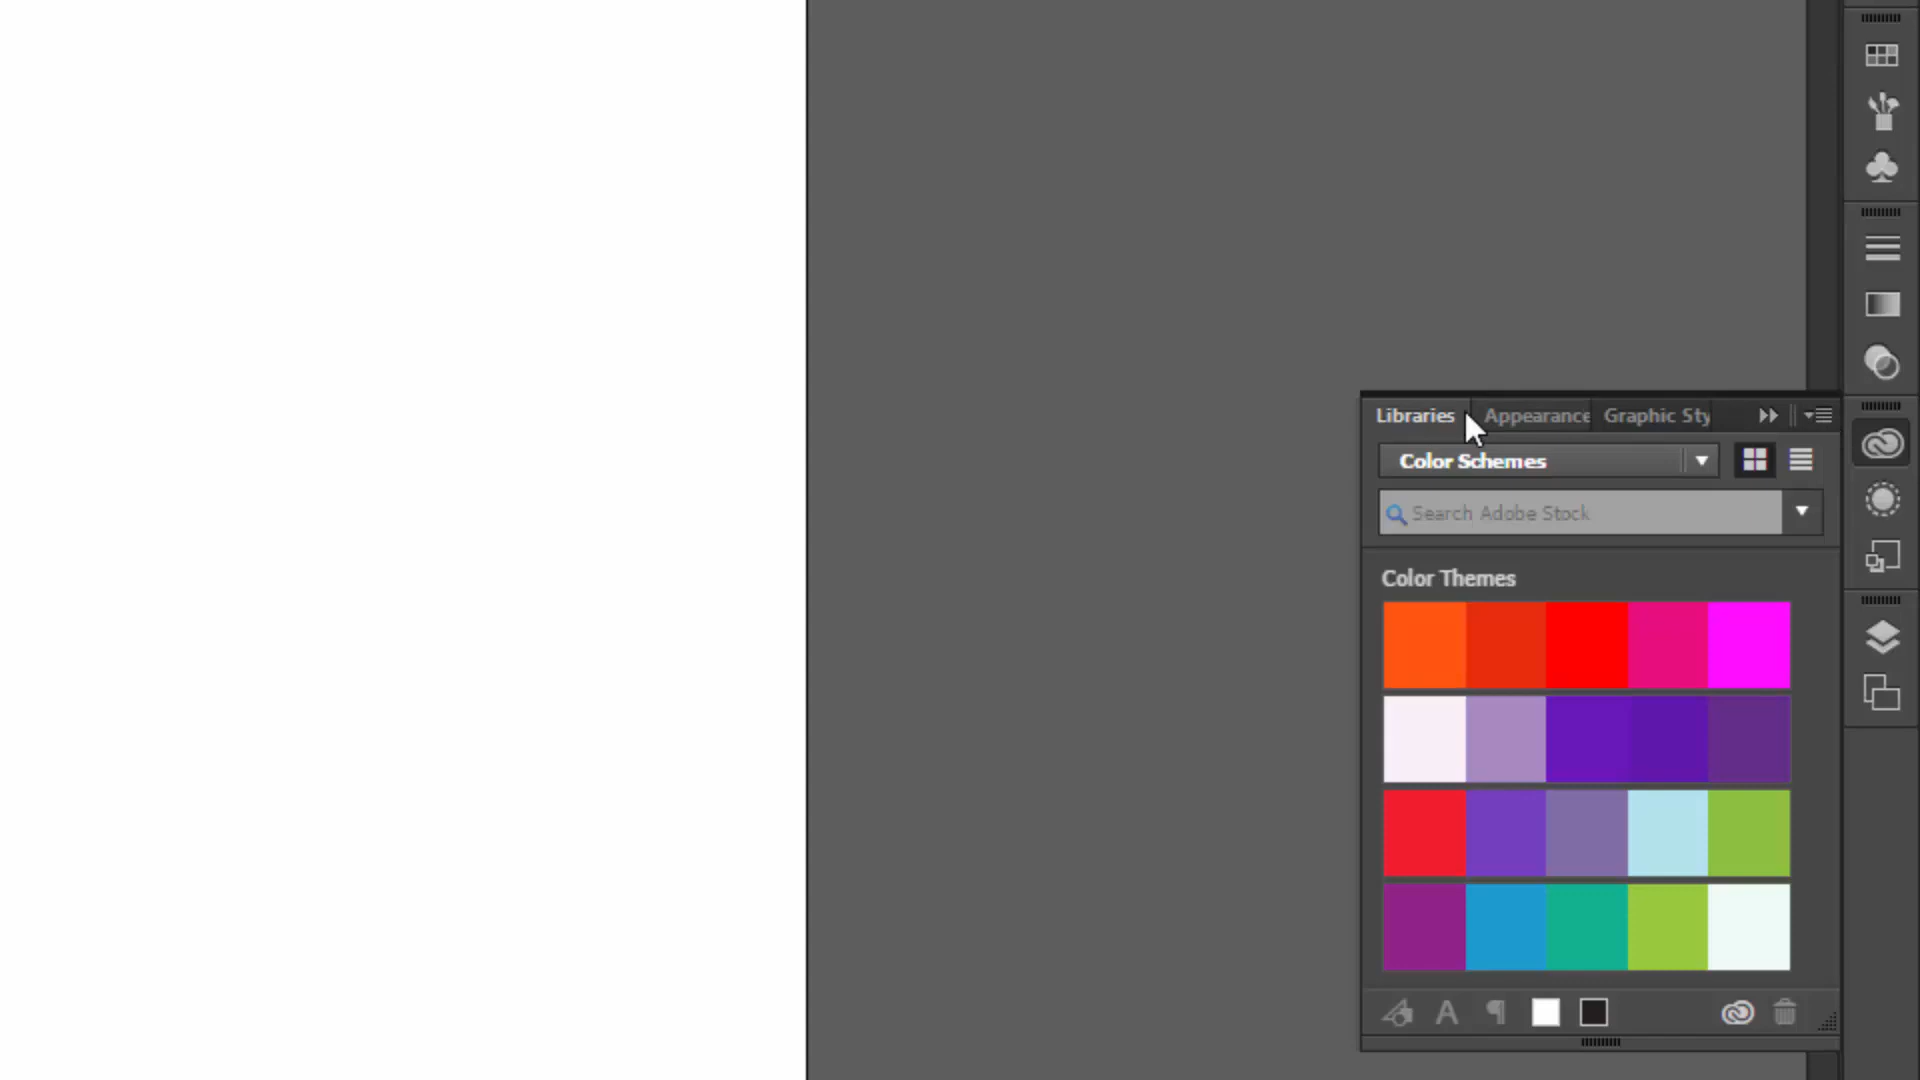 Libraries Appearance Graphic Sty
Color Schemes
Search Adobe Stock
Color Themes